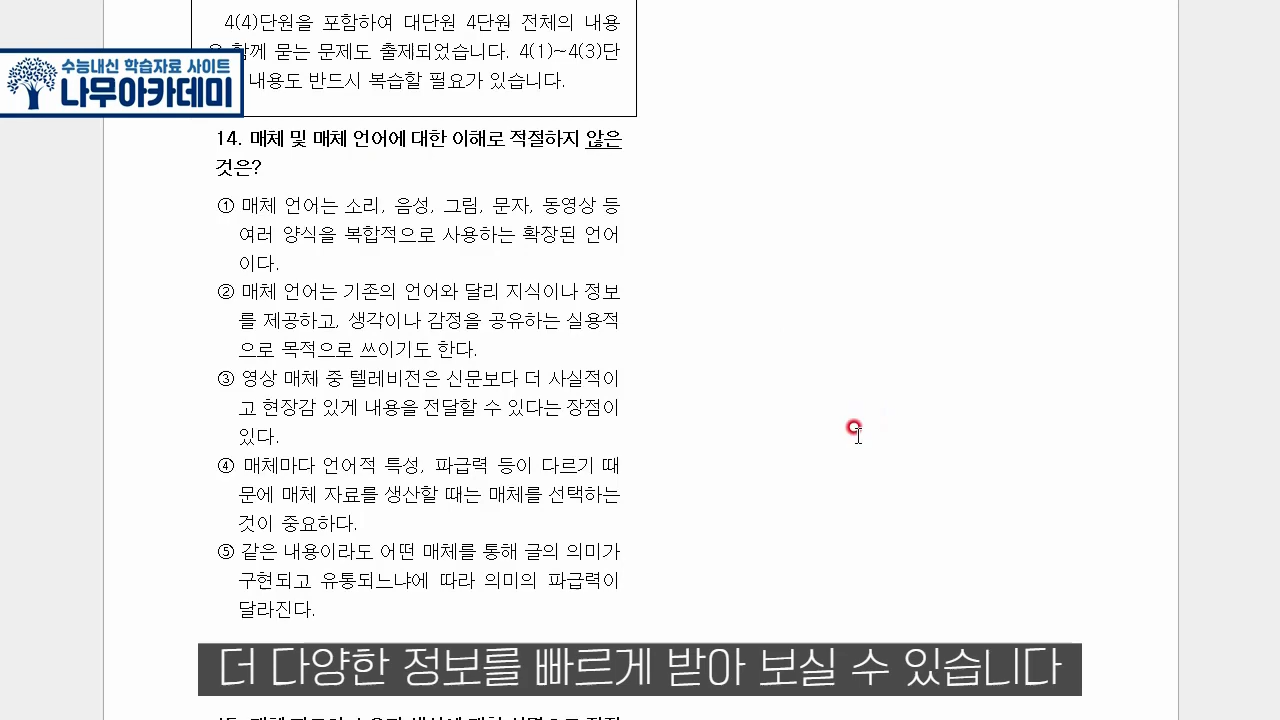 4(4)단원을 포함하여 대단원 4단원 전체의 내용
함께 묻는 문제도 출제되었습니다. 4(1)~4(3)단
내용도 반드시 복습할 필요가 있습니다.
수능내신 학습자료 사이트
나무아카데미
14. 매체 및 매체 언어에 대한 이해로 적절하지 않은
것은?
① 매체 언어는 소리, 음성, 그림, 문자, 동영상 등
여러 양식을 복합적으로 사용하는 확장된 언어
이다.
② 매체 언어는 기존의 언어와 달리 지식이나 정보
를 제공하고, 생각이나 감정을 공유하는 실용적
으로 목적으로 쓰이기도 한다.
③ 영상 매체 중 텔레비전은 신문보다 더 사실적이
고 현장감 있게 내용을 전달할 수 있다는 장점이
있다.
④ 매체마다 언어적 특성, 파급력 등이 다르기 때
문에 매체 자료를 생산할 때는 매체를 선택하는
것이 중요하다.
⑤ 같은 내용이라도 어떤 매체를 통해 글의 의미가
구현되고 유통되느냐에 따라 의미의 파급력이
달라진다.
더 다양한 정보를 빠르게 받아 보실 수 있습니다